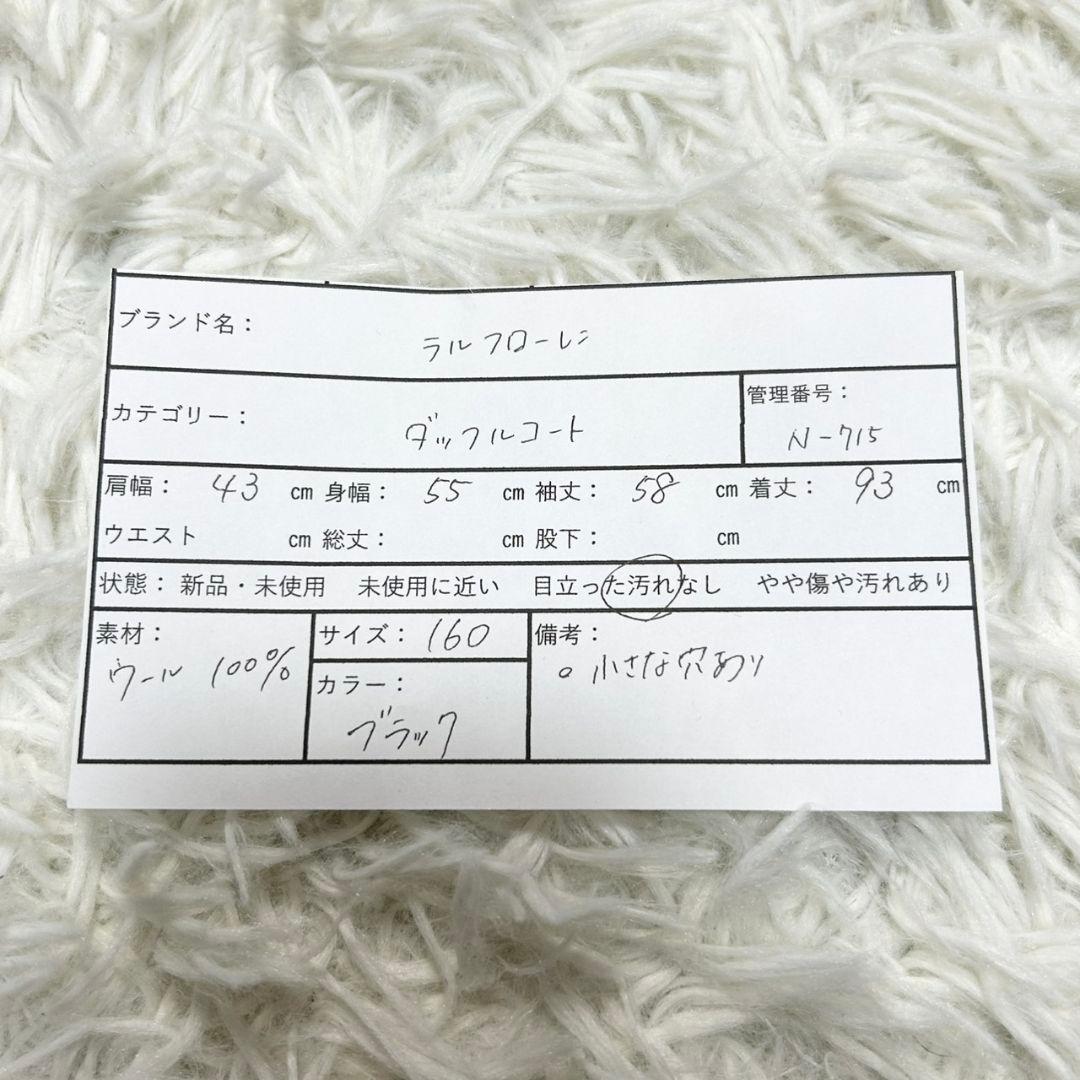 ブランド名： ラルフローレン
カテゴリー： ダッフルコート
管理番号： N-715
肩幅： 43 cm 身幅： 55 cm 袖丈： 58 cm 着丈： 93 cm
ウエスト cm 総丈： cm 股下： cm
状態： 新品・未使用 未使用に近い 目立った汚れなし やや傷や汚れあり
素材： ウール 100%
サイズ： 160
カラー： ブラック
備考：
○ 小さな穴あり